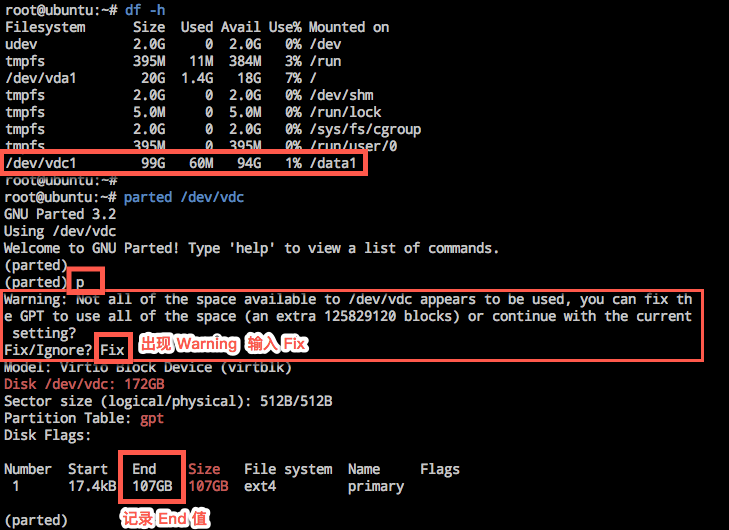 root@ubuntu:~# df -h
Filesystem      Size  Used Avail Use% Mounted on
udev            2.0G     0  2.0G   0% /dev
tmpfs           395M   11M  384M   3% /run
/dev/vda1        20G  1.4G   18G   7% /
tmpfs           2.0G     0  2.0G   0% /dev/shm
tmpfs           5.0M     0  5.0M   0% /run/lock
tmpfs           2.0G     0  2.0G   0% /sys/fs/cgroup
tmpfs           395M     0  395M   0% /run/user/0
/dev/vdc1        99G   60M   94G   1% /data1
root@ubuntu:~#
root@ubuntu:~# parted /dev/vdc
GNU Parted 3.2
Using /dev/vdc
Welcome to GNU Parted! Type 'help' to view a list of commands.
(parted)
(parted) p
Warning: Not all of the space available to /dev/vdc appears to be used, you can fix th
e GPT to use all of the space (an extra 125829120 blocks) or continue with the current
 setting?
Fix/Ignore? Fix 出现 Warning 输入 Fix
Model: Virtio Block Device (virtblk)
Disk /dev/vdc: 172GB
Sector size (logical/physical): 512B/512B
Partition Table: gpt
Disk Flags:
Number  Start   End    Size   File system  Name     Flags
 1      17.4kB  107GB  107GB  ext4         primary
(parted) 记录 End 值